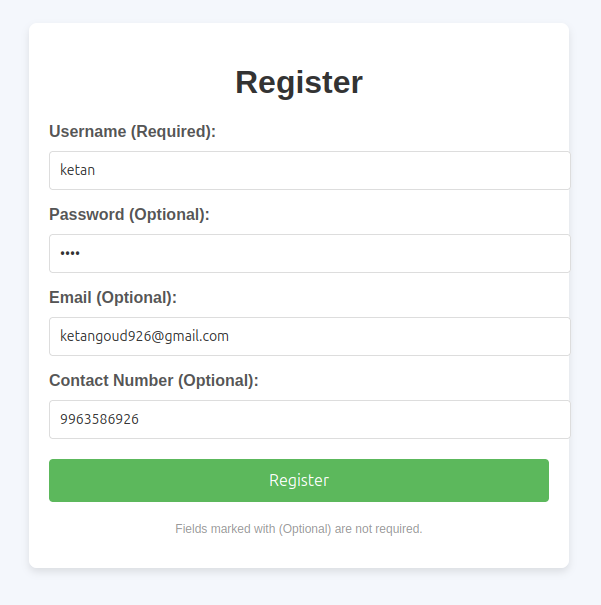 Register
Username (Required):
ketan
Password (Optional):
••••
Email (Optional):
ketangoud926@gmail.com
Contact Number (Optional):
9963586926
Register
Fields marked with (Optional) are not required.